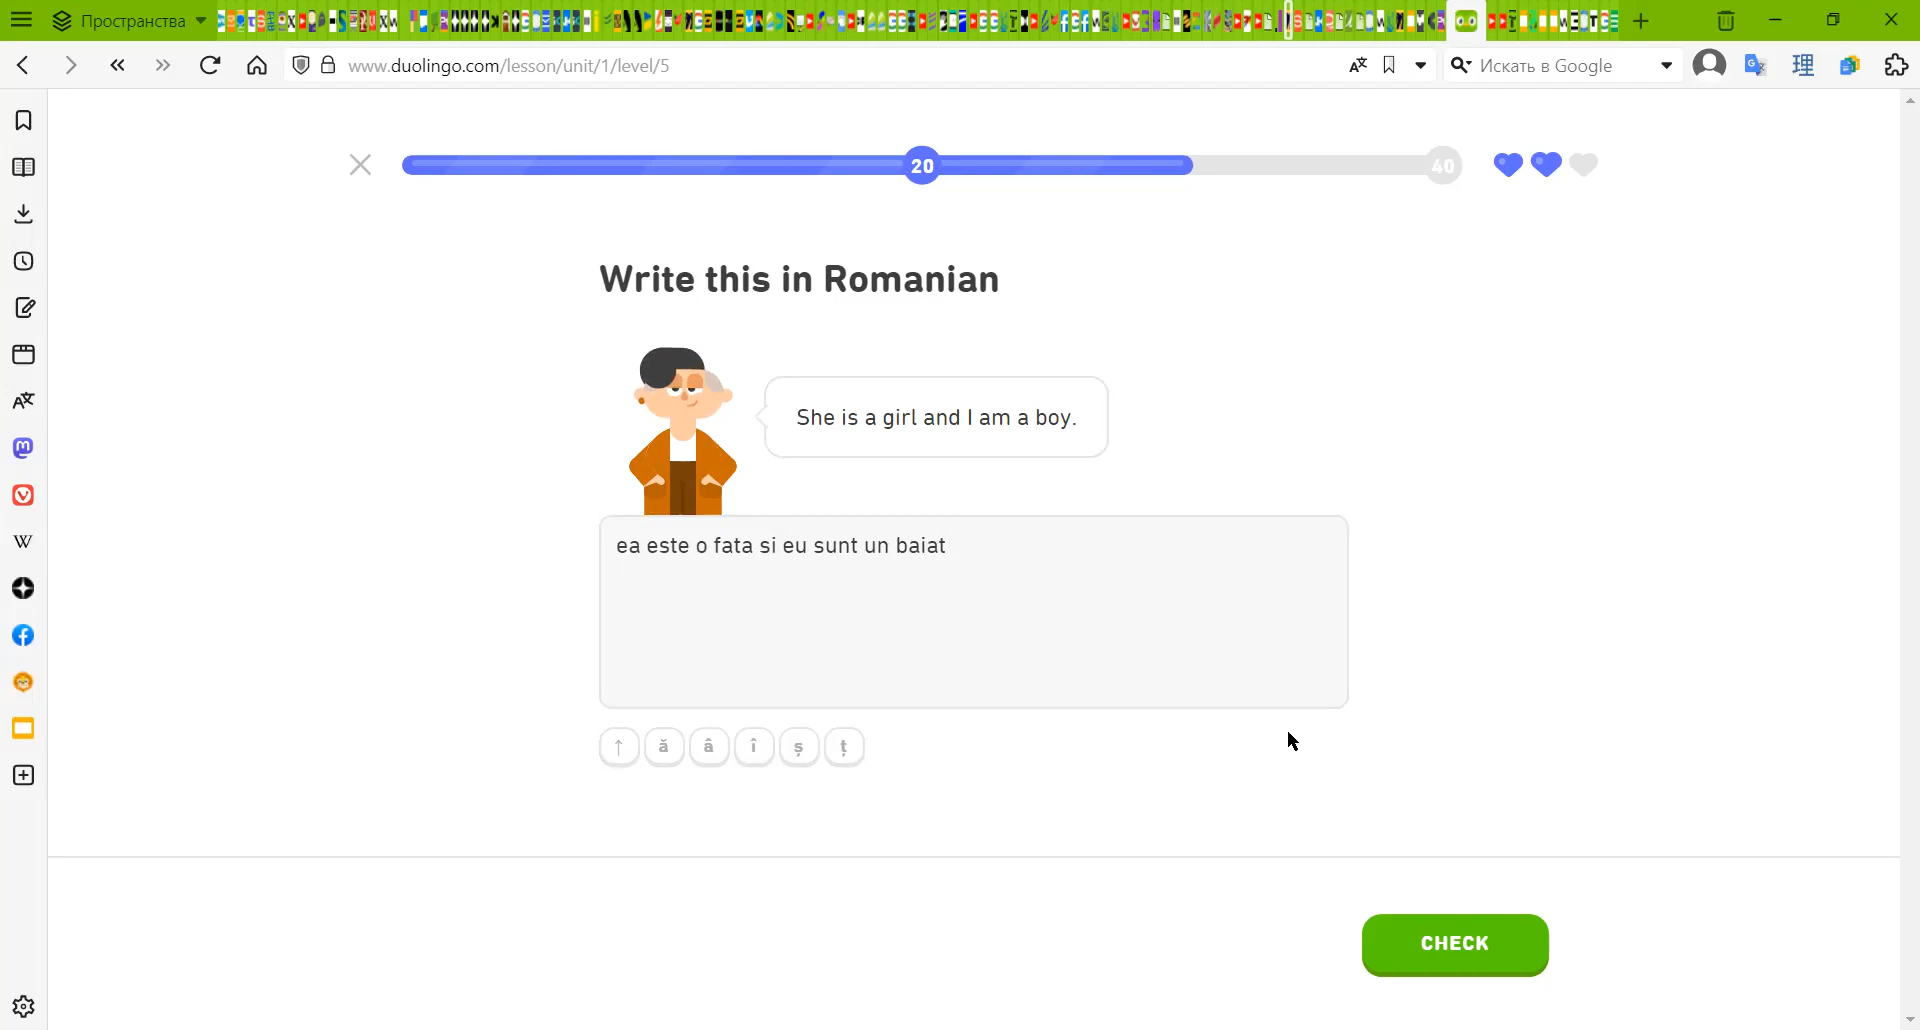 Пространства
www.duolingo.com/lesson/unit/1/level/5
Искать в Google
20
40
Write this in Romanian
She is a girl and I am a boy.
ea este o fata si eu sunt un baiat
↑ ă â î ș ț
CHECK